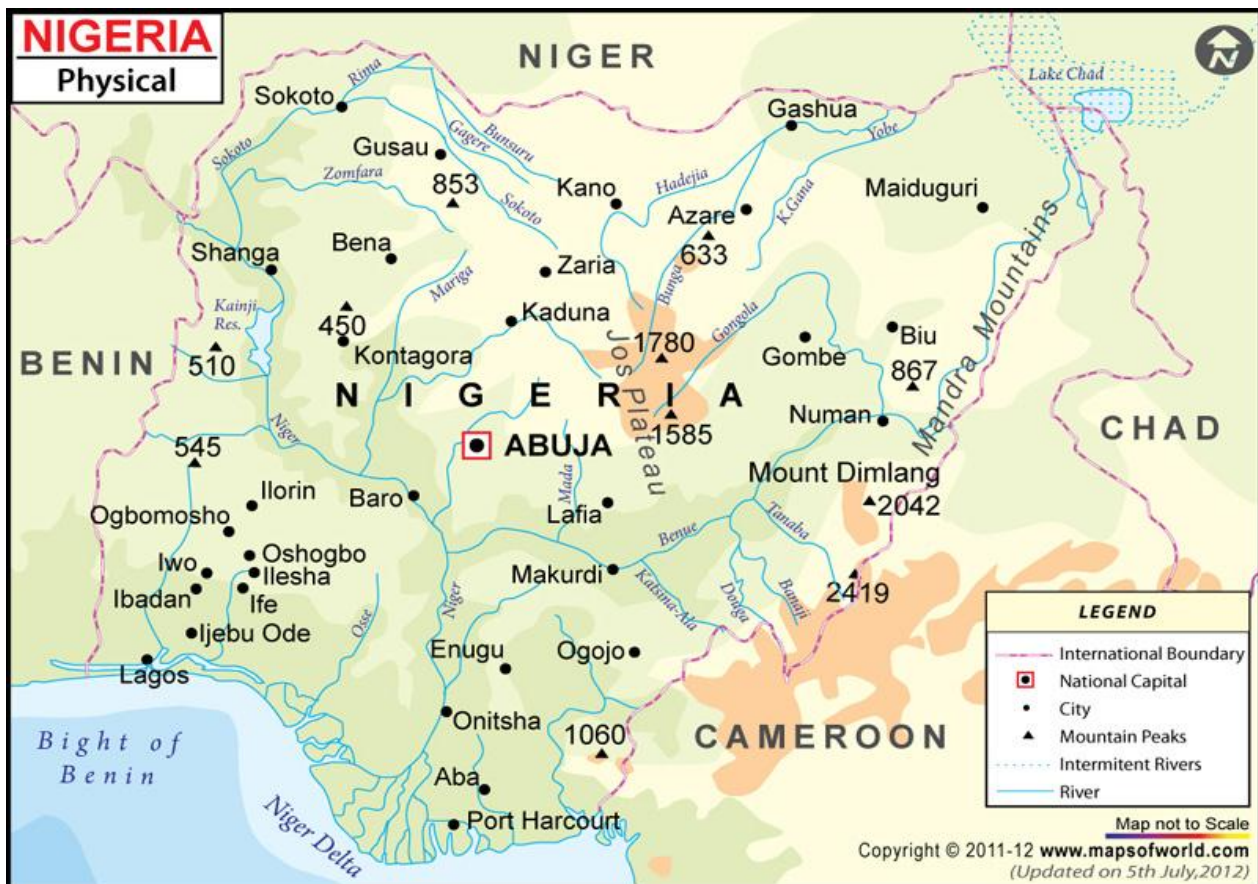 NIGERIA
Physical
NIGER
Lake Chad
Rima
Sokoto
Gashua
Yobe
Gagere
Bunsuru
Gusau
Sokoto
Zomfara
853
Kano
Hadejia
Maiduguri
Sokoto
Azare
K.Gana
633
Shanga
Bena
Mariga
Zaria
Bunga
Kainji
Res.
450
Kaduna
Gongola
Biu
510
Kontagora
1780
Gombe
867
Mandra Mountains
BENIN
NIGERIA
Jos Plateau
Numan
CHAD
1585
Niger
545
ABUJA
Mount Dimlang
2042
Ilorin
Baro
Mada
Lafia
Ogbomosho
Benue
Tanaba
Oshogbo
Iwo
Ilesha
Makurdi
2419
Ibadan
Ife
Niger
Katsina-Ala
Douga
Banaji
Osse
Ijebu Ode
Enugu
Ogojo
Lagos
Onitsha
1060
CAMEROON
Bight of
Benin
Aba
Port Harcourt
Niger Delta
LEGEND
International Boundary
National Capital
City
Mountain Peaks
Intermitent Rivers
River
Map not to Scale
Copyright © 2011-12 www.mapsofworld.com
(Updated on 5th July,2012)
N